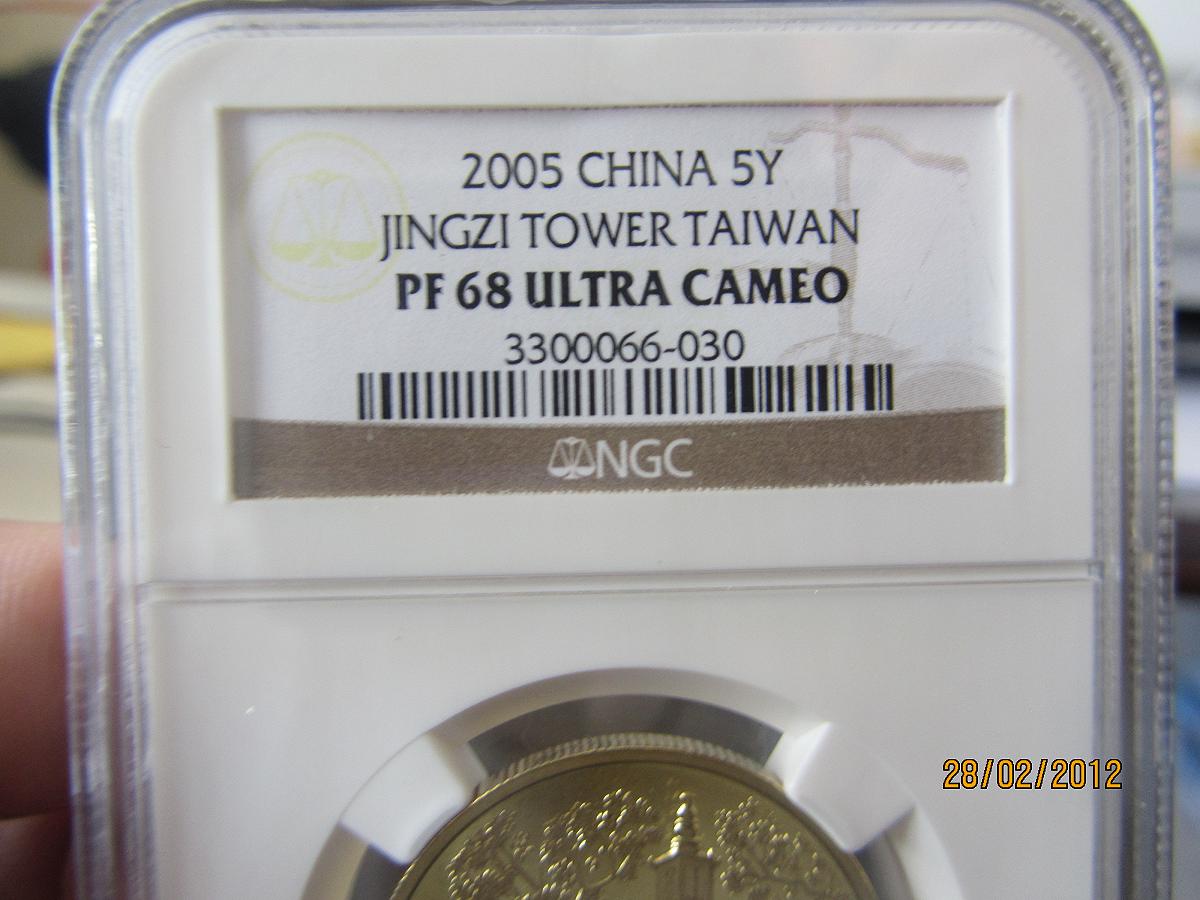 2005 CHINA 5Y
JINGZI TOWER TAIWAN
PF 68 ULTRA CAMEO
3300066-030
NGC
28/02/2012